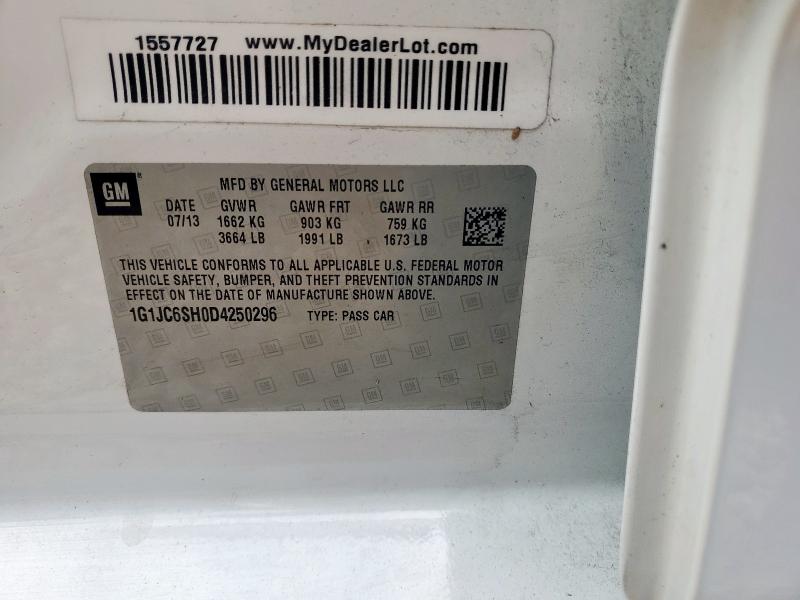 1557727 www.MyDealerLot.com
GM ®
MFD BY GENERAL MOTORS LLC
DATE GVWR GAWR FRT GAWR RR
07/13 1662 KG 903 KG 759 KG
3664 LB 1991 LB 1673 LB
THIS VEHICLE CONFORMS TO ALL APPLICABLE U.S. FEDERAL MOTOR
VEHICLE SAFETY, BUMPER, AND THEFT PREVENTION STANDARDS IN
EFFECT ON THE DATE OF MANUFACTURE SHOWN ABOVE.
1G1JC6SH0D4250296 TYPE: PASS CAR